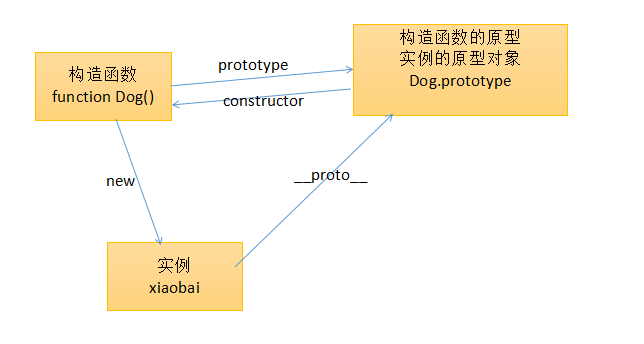 构造函数
function Dog()
prototype
constructor
构造函数的原型
实例的原型对象
Dog.prototype
new
__proto__
实例
xiaobai